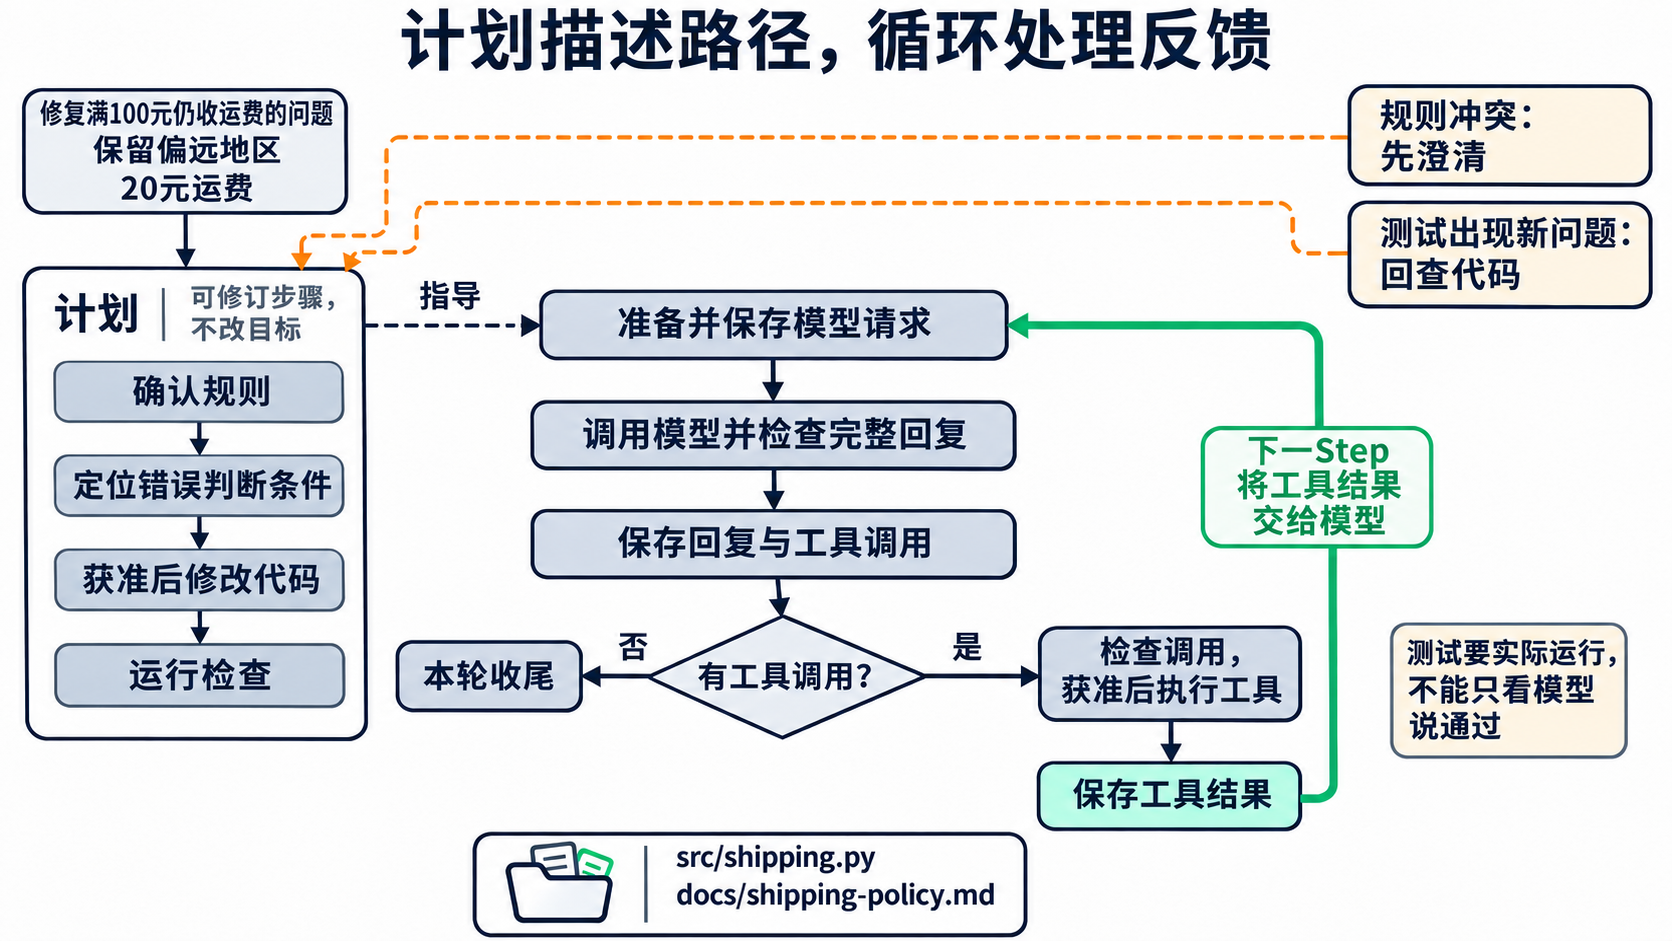 计划描述路径，循环处理反馈
修复满100元仍收运费的问题
保留偏远地区
20元运费
规则冲突：
先澄清
测试出现新问题：
回查代码
计划
可修订步骤，
不改目标
确认规则
定位错误判断条件
获准后修改代码
运行检查
指导
准备并保存模型请求
调用模型并检查完整回复
保存回复与工具调用
有工具调用？
否
本轮收尾
是
检查调用，
获准后执行工具
保存工具结果
下一Step
将工具结果
交给模型
测试要实际运行，
不能只看模型
说通过
src/shipping.py
docs/shipping-policy.md